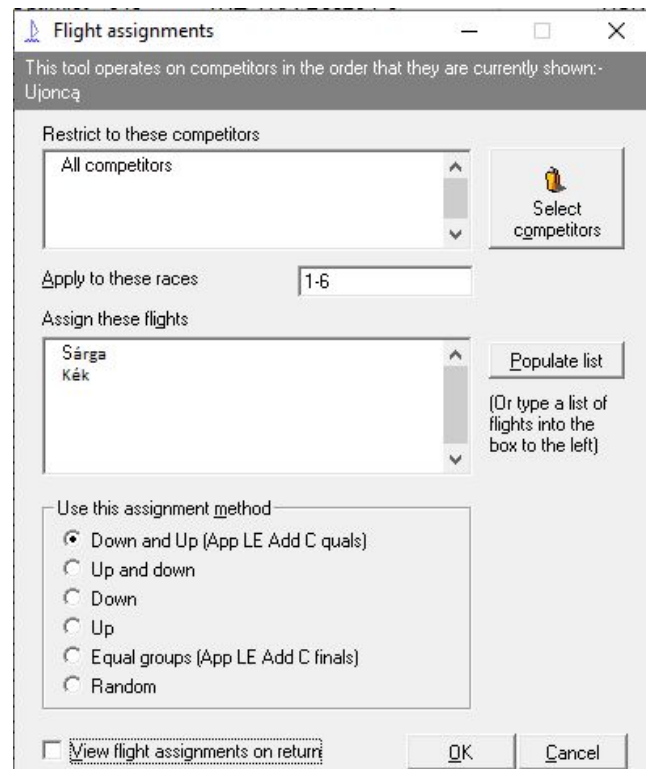 Flight assignments
This tool operates on competitors in the order that they are currently shown:-
Ujoncą
Restrict to these competitors
All competitors
Select
competitors
Apply to these races
1-6
Assign these flights
Sárga
Kék
Populate list
(Or type a list of
flights into the
box to the left)
Use this assignment method
Down and Up (App LE Add C quals)
Up and down
Down
Up
Equal groups (App LE Add C finals)
Random
View flight assignments on return
OK
Cancel